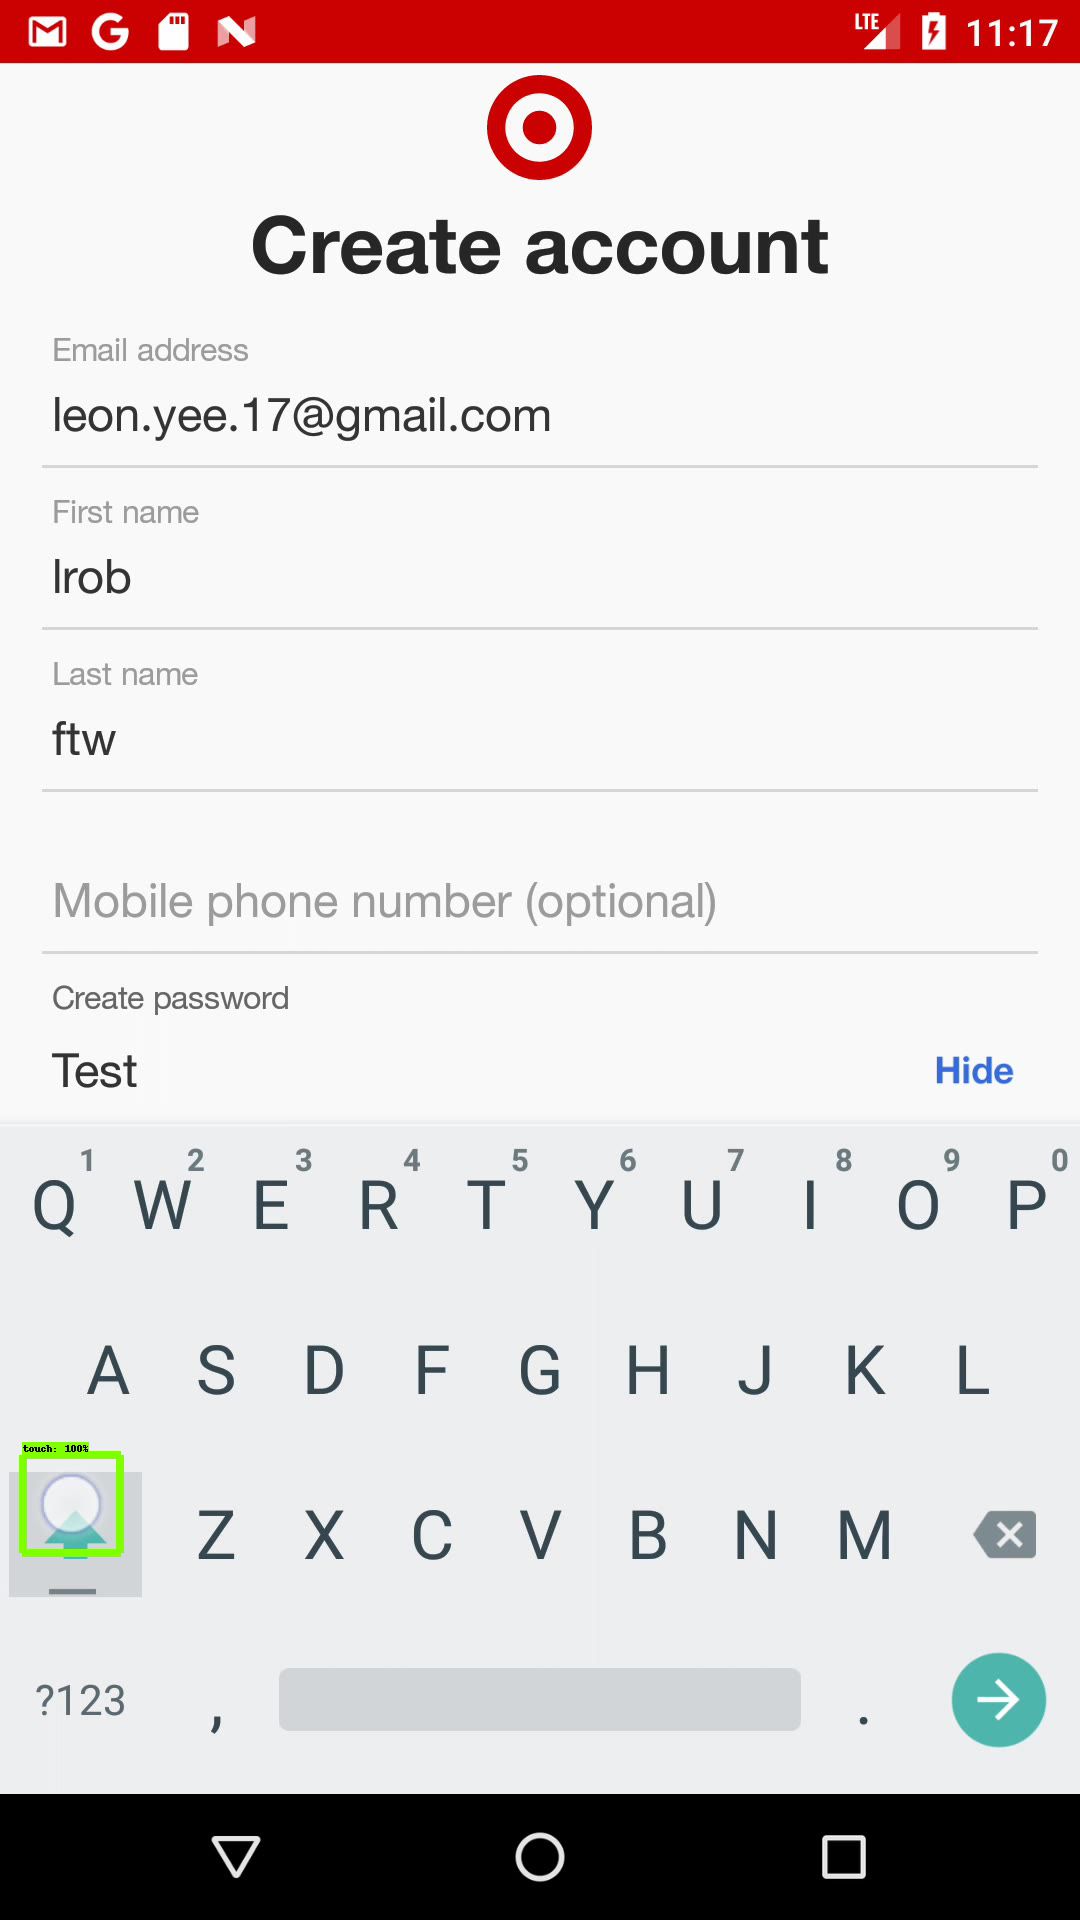 LTE 11:17
Create account
Email address
leon.yee.17@gmail.com
First name
lrob
Last name
ftw
Mobile phone number (optional)
Create password
Test Hide
1 2 3 4 5 6 7 8 9 0
Q W E R T Y U I O P
A S D F G H J K L
touch: 100%
Z X C V B N M
?123 , .